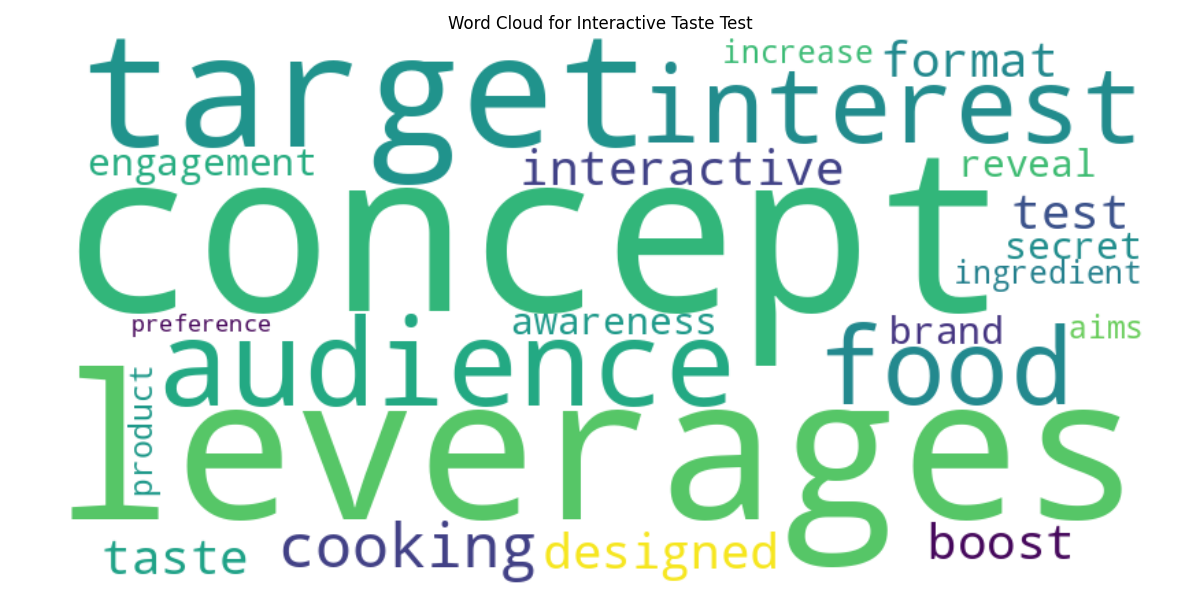 Word Cloud for Interactive Taste Test
target
increase
format
interest
engagement
interactive
reveal
concept
test
secret
ingredient
preference
awareness
brand
aims
audience
food
product
leverages
taste
cooking
designed
boost